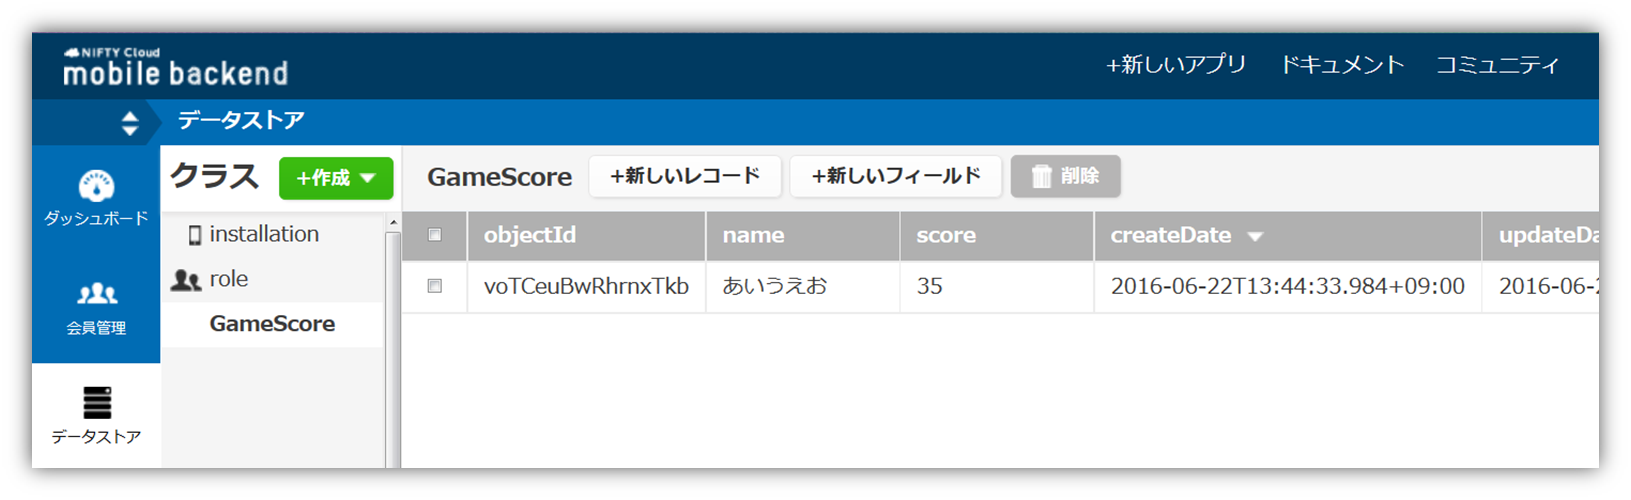 NIFTY Cloud
mobile backend
+新しいアプリ ドキュメント コミュニティ
データストア
ダッシュボード
会員管理
データストア
クラス +作成
installation
role
GameScore
GameScore +新しいレコード +新しいフィールド 削除
objectId name score createDate updateDa
voTCeuBwRhrnxTkb あいうえお 35 2016-06-22T13:44:33.984+09:00 2016-06-2